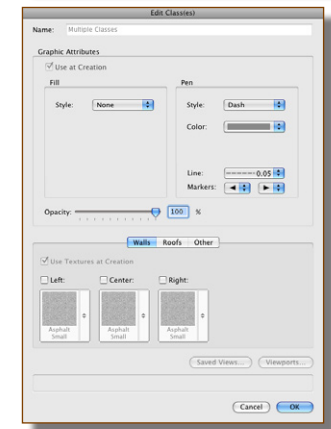 Edit Class(es)
Name: Multiple Classes
Graphic Attributes
Use at Creation
Fill
Style: None
Pen
Style: Dash
Color:
Line: 0.05
Markers:
Opacity: 100 %
Walls Roofs Other
Use Textures at Creation
Left: Center: Right:
Asphalt Small Asphalt Small Asphalt Small
Saved Views... Viewports...
Cancel OK